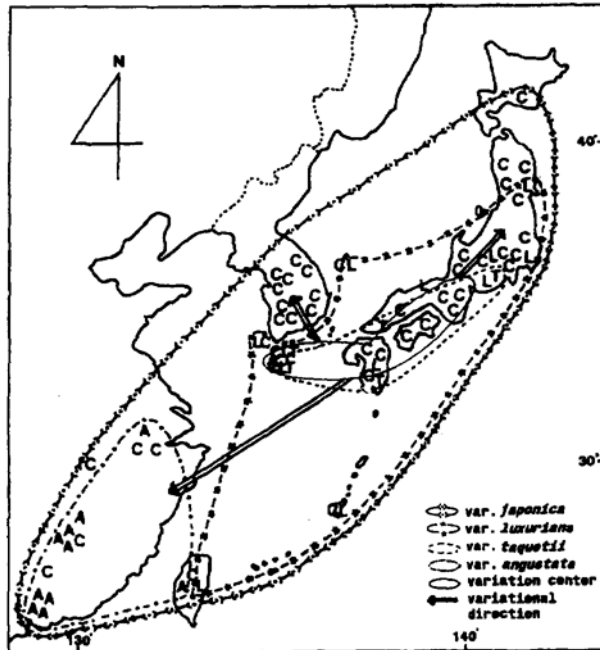 N
C
40°
C C
C T
C
C L
C
C L C C L
L T
C C
C C
C
30°
A
C C
C
A
A A C
C
A A
A A
var. japonica
var. luxurians
var. taquetii
var. angustata
variation center
variational
direction
130
140